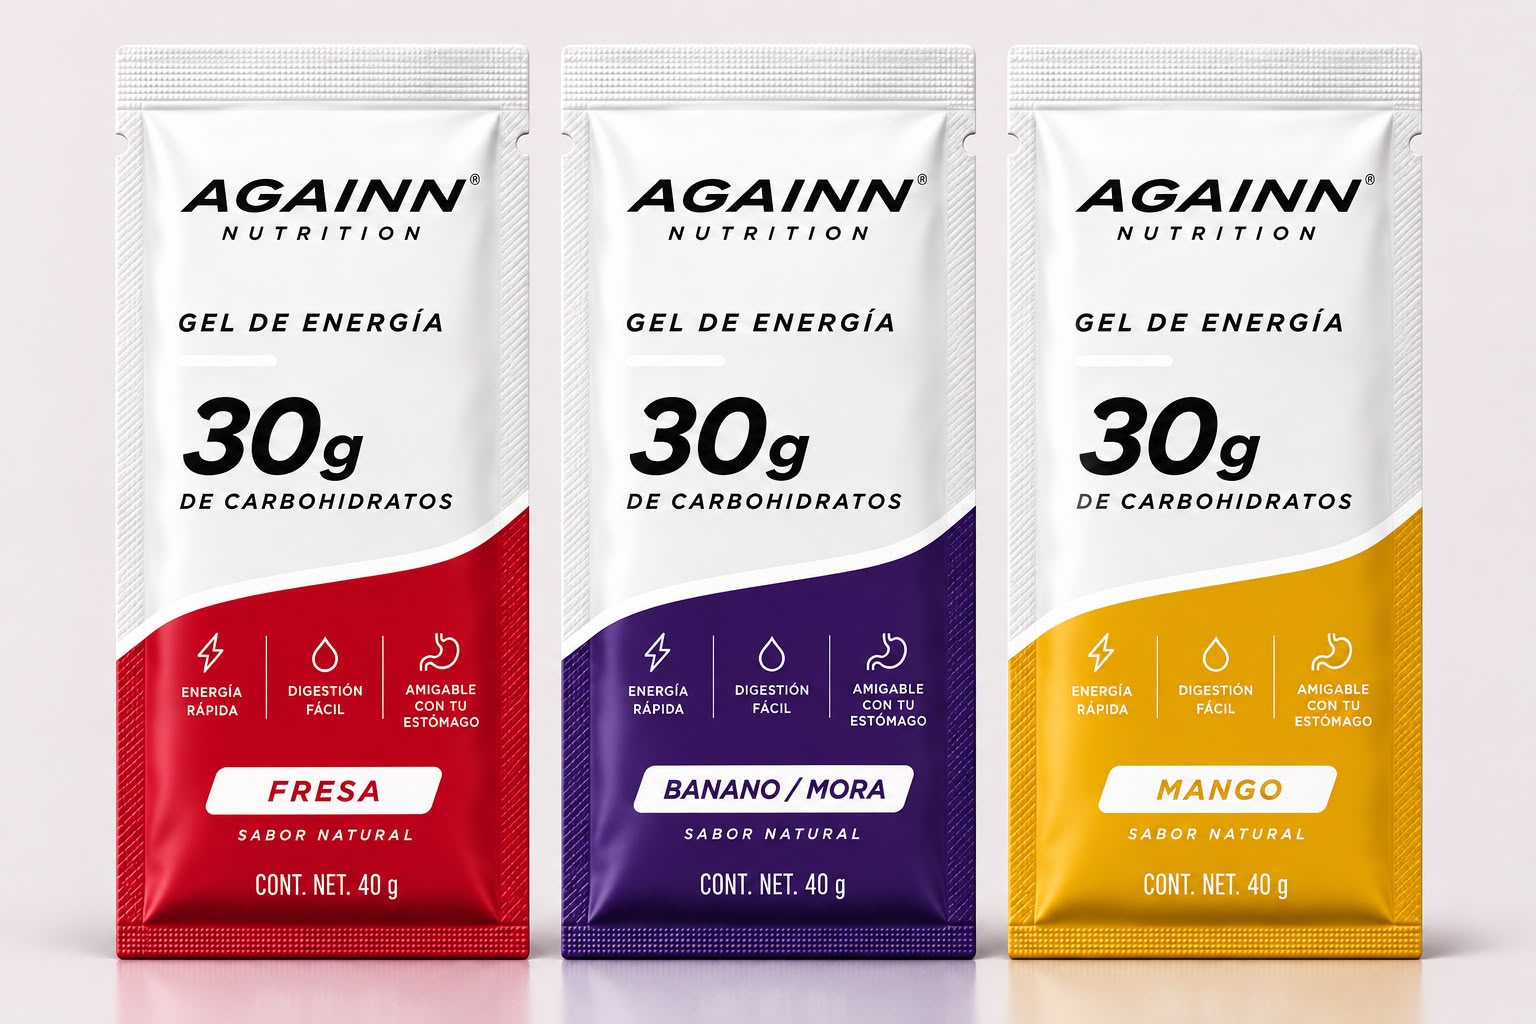 AGAINN®
NUTRITION
GEL DE ENERGÍA
30g
DE CARBOHIDRATOS
ENERGÍA
RÁPIDA
DIGESTIÓN
FÁCIL
AMIGABLE
CON TU
ESTÓMAGO
FRESA
SABOR NATURAL
CONT. NET. 40 g
AGAINN®
NUTRITION
GEL DE ENERGÍA
30g
DE CARBOHIDRATOS
ENERGÍA
RÁPIDA
DIGESTIÓN
FÁCIL
AMIGABLE
CON TU
ESTÓMAGO
BANANO / MORA
SABOR NATURAL
CONT. NET. 40 g
AGAINN®
NUTRITION
GEL DE ENERGÍA
30g
DE CARBOHIDRATOS
ENERGÍA
RÁPIDA
DIGESTIÓN
FÁCIL
AMIGABLE
CON TU
ESTÓMAGO
MANGO
SABOR NATURAL
CONT. NET. 40 g